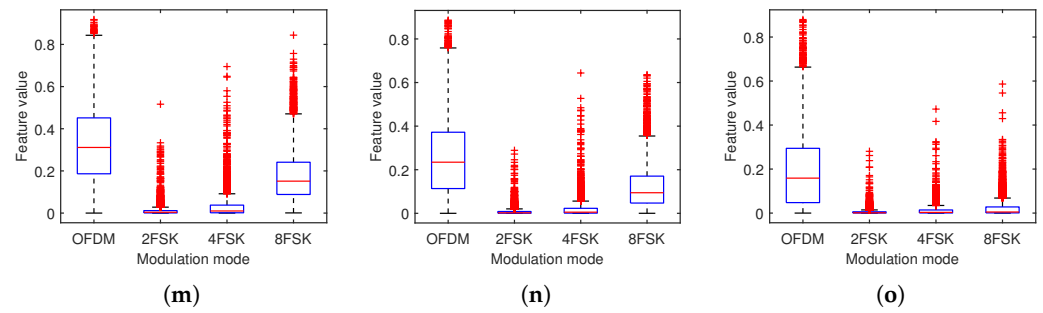 Feature value
0.8
0.6
0.4
0.2
0
OFDM 2FSK 4FSK 8FSK
Modulation mode
(m)
Feature value
0.8
0.6
0.4
0.2
0
OFDM 2FSK 4FSK 8FSK
Modulation mode
(n)
Feature value
0.8
0.6
0.4
0.2
0
OFDM 2FSK 4FSK 8FSK
Modulation mode
(o)